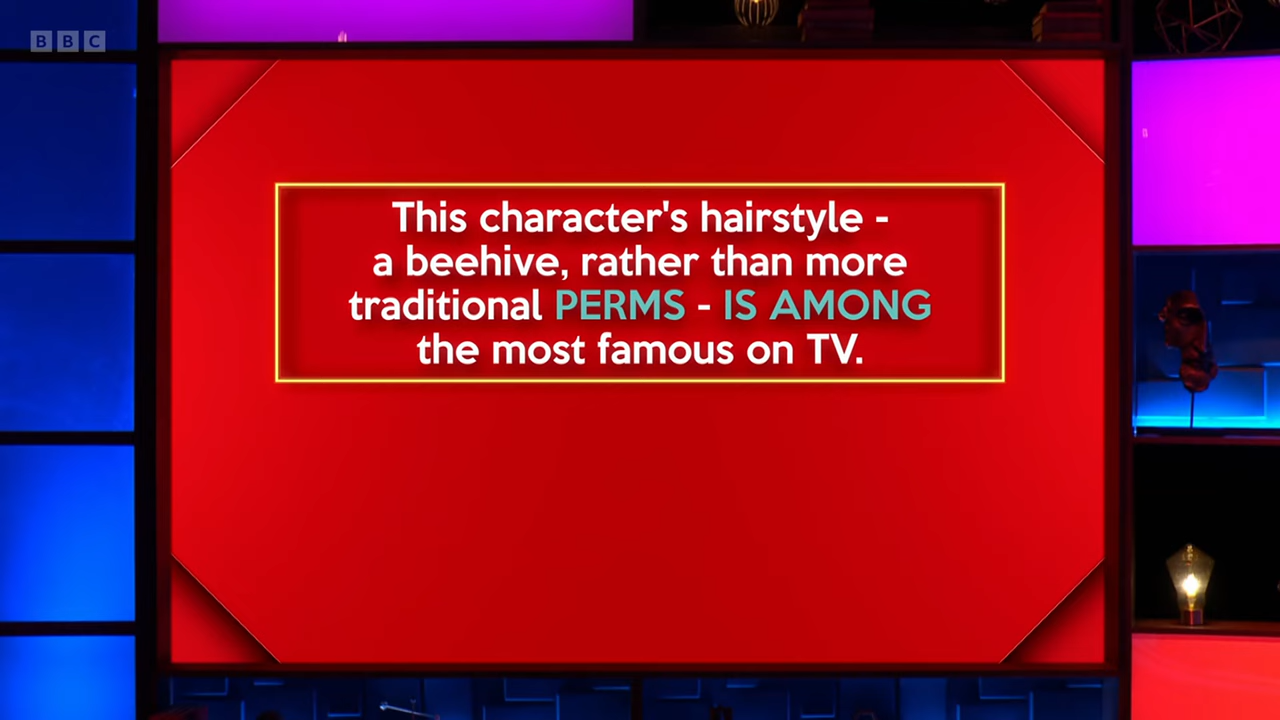 BBC
This character's hairstyle -
a beehive, rather than more
traditional PERMS - IS AMONG
the most famous on TV.